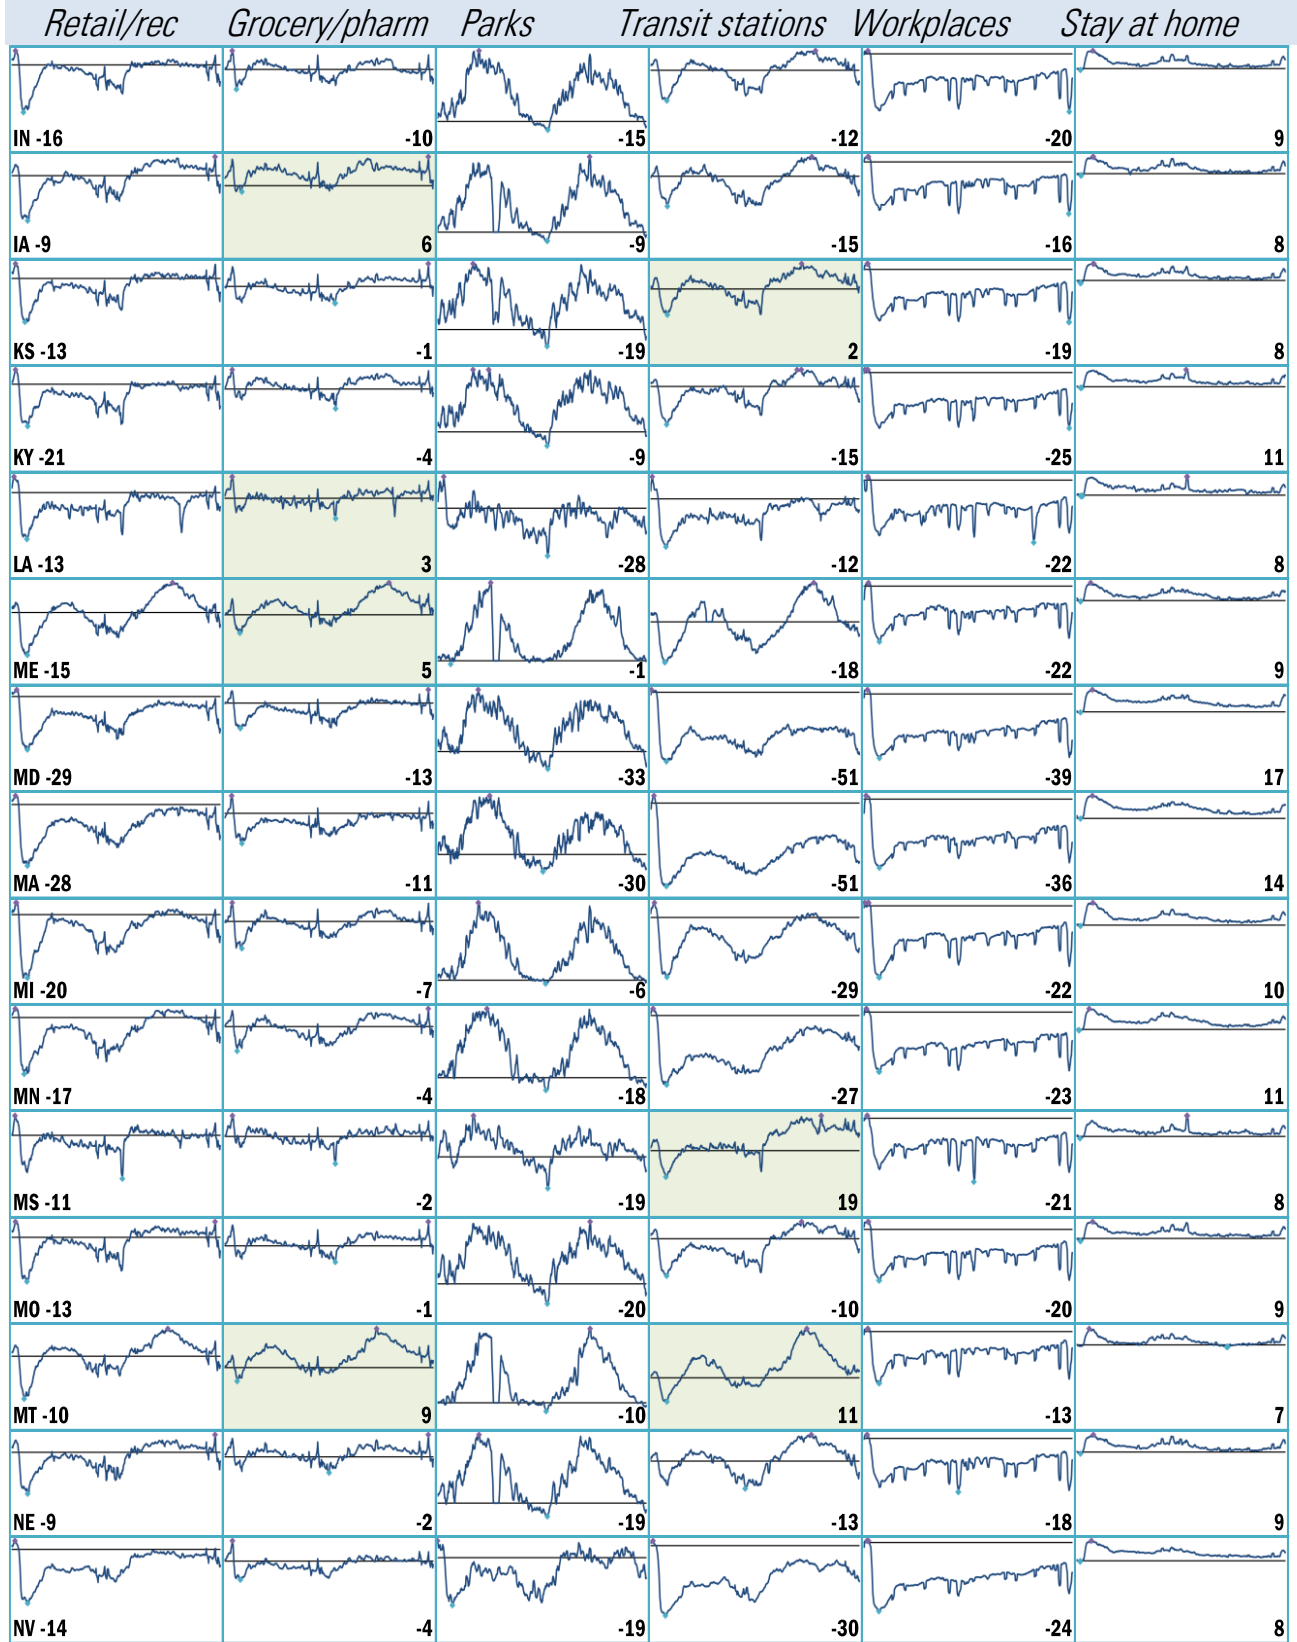 Retail/rec Grocery/pharm Parks Transit stations Workplaces Stay at home
IN -16 -10 -15 -12 -20 9
IA -9 6 -9 -15 -16 8
KS -13 -1 -19 2 -19 8
KY -21 -4 -9 -15 -25 11
LA -13 3 -28 -12 -22 8
ME -15 5 -1 -18 -22 9
MD -29 -13 -33 -51 -39 17
MA -28 -11 -30 -51 -36 14
MI -20 -7 -6 -29 -22 10
MN -17 -4 -18 -27 -23 11
MS -11 -2 -19 19 -21 8
MO -13 -1 -20 -10 -20 9
MT -10 9 -10 11 -13 7
NE -9 -2 -19 -13 -18 9
NV -14 -4 -19 -30 -24 8